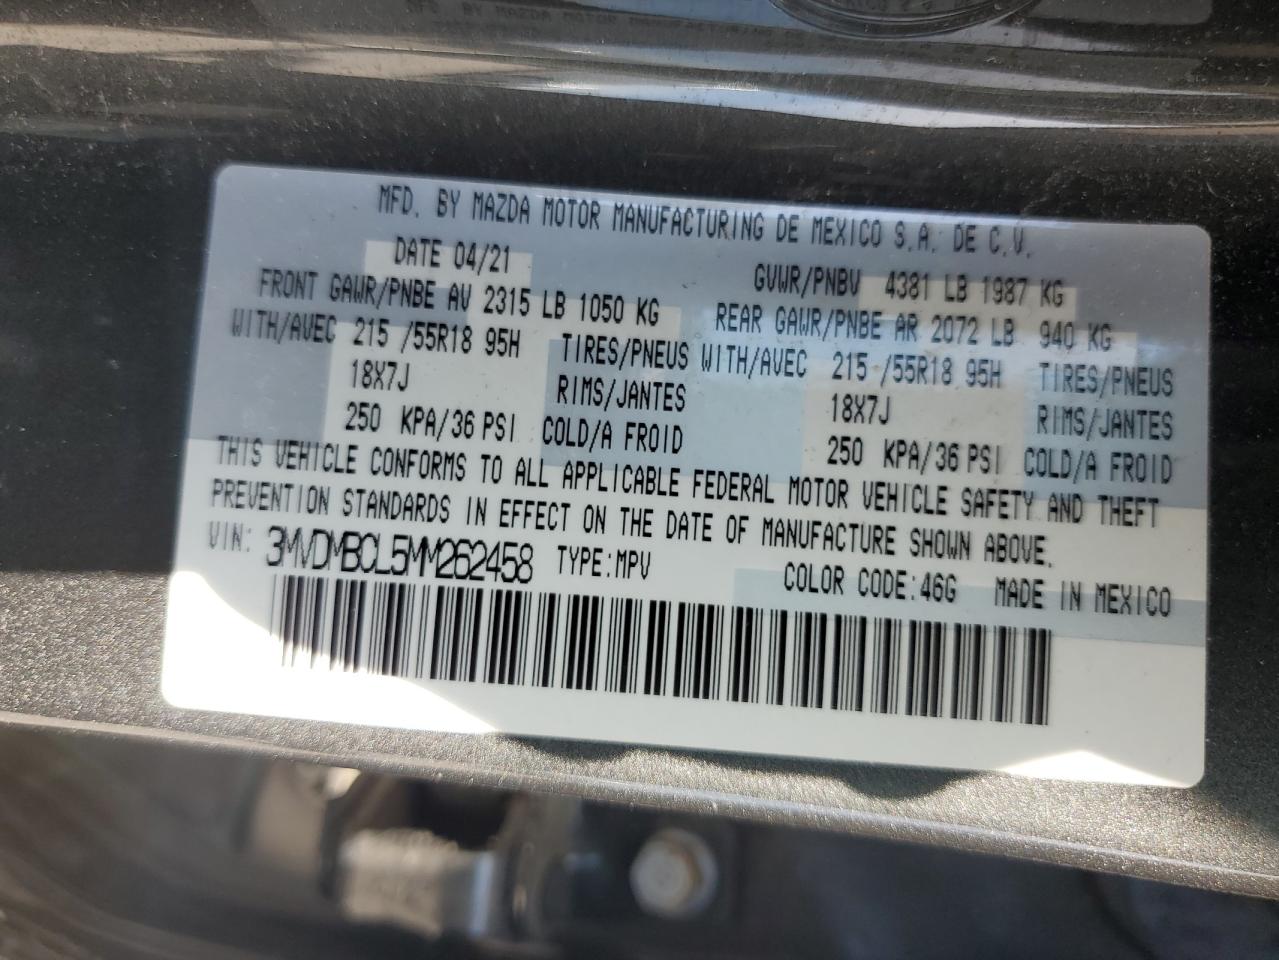 MFD. BY MAZDA MOTOR MANUFACTURING DE MEXICO S.A. DE C.V.
DATE 04/21 GVWR/PNBV 4381 LB 1987 KG
FRONT GAWR/PNBE AV 2315 LB 1050 KG REAR GAWR/PNBE AR 2072 LB 940 KG
WITH/AVEC 215 /55R18 95H TIRES/PNEUS WITH/AVEC 215 /55R18 95H TIRES/PNEUS
18X7J RIMS/JANTES 18X7J RIMS/JANTES
250 KPA/36 PSI COLD/A FROID 250 KPA/36 PSI COLD/A FROID
THIS VEHICLE CONFORMS TO ALL APPLICABLE FEDERAL MOTOR VEHICLE SAFETY AND THEFT
PREVENTION STANDARDS IN EFFECT ON THE DATE OF MANUFACTURE SHOWN ABOVE.
VIN: 3MVDMBCL5MM262458 TYPE:MPV COLOR CODE:46G MADE IN MEXICO